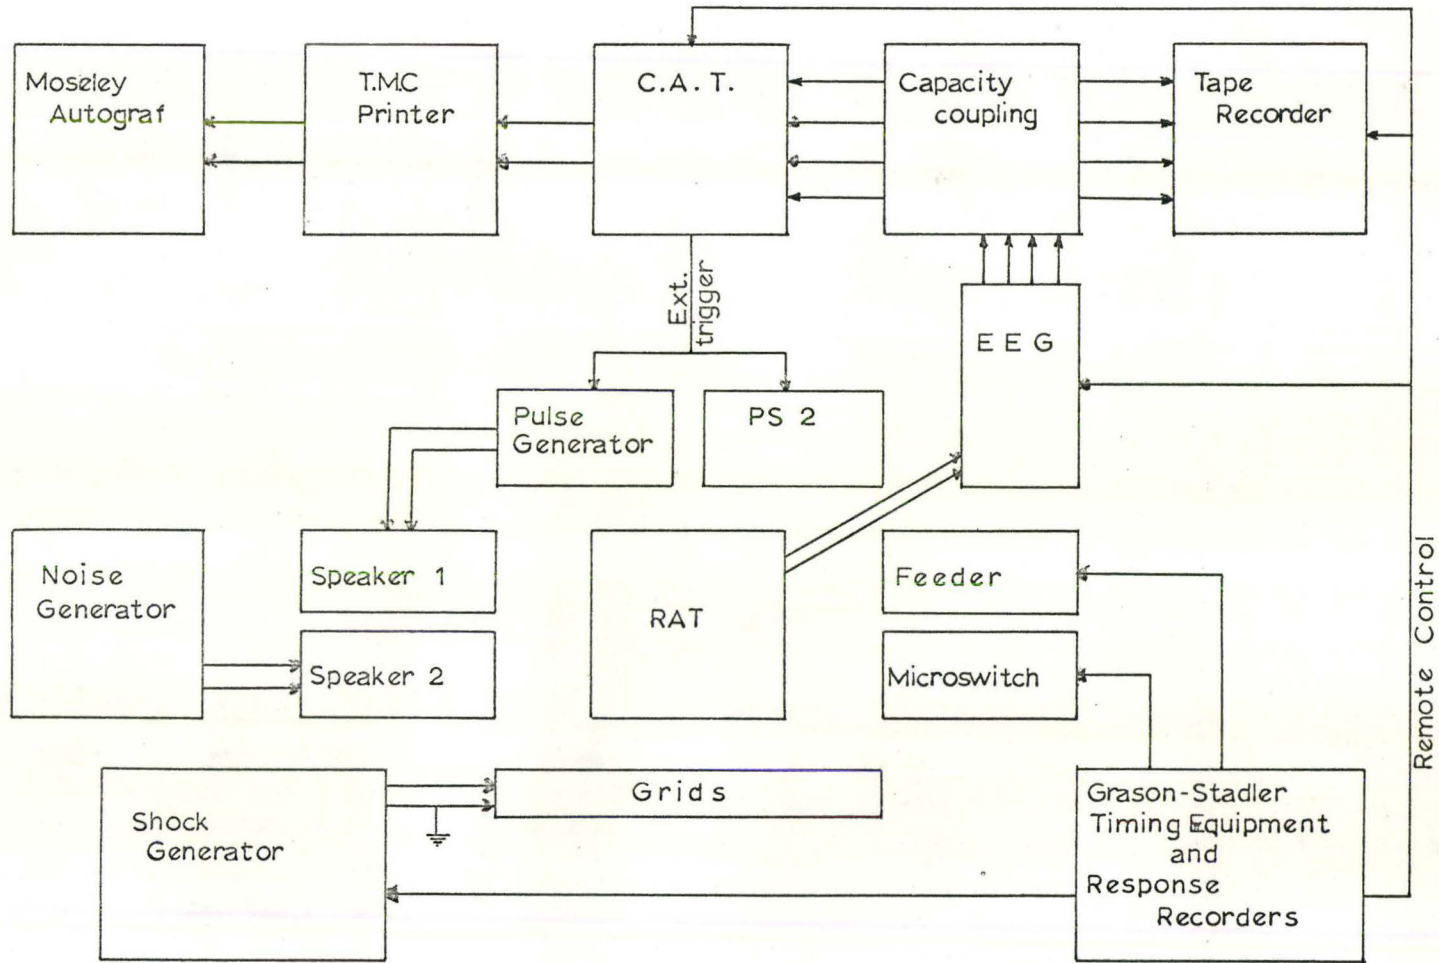 Moseley
Autograf
T.M.C
Printer
C.A.T.
Capacity
coupling
Tape
Recorder
Ext.
trigger
EEG
Pulse
Generator
PS 2
Noise
Generator
Speaker 1
Speaker 2
RAT
Feeder
Microswitch
Remote Control
Shock
Generator
Grids
Grason-Stadler
Timing Equipment
and
Response
Recorders